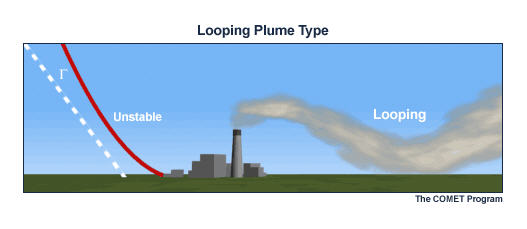 Looping Plume Type
Γ
Unstable
Looping
The COMET Program